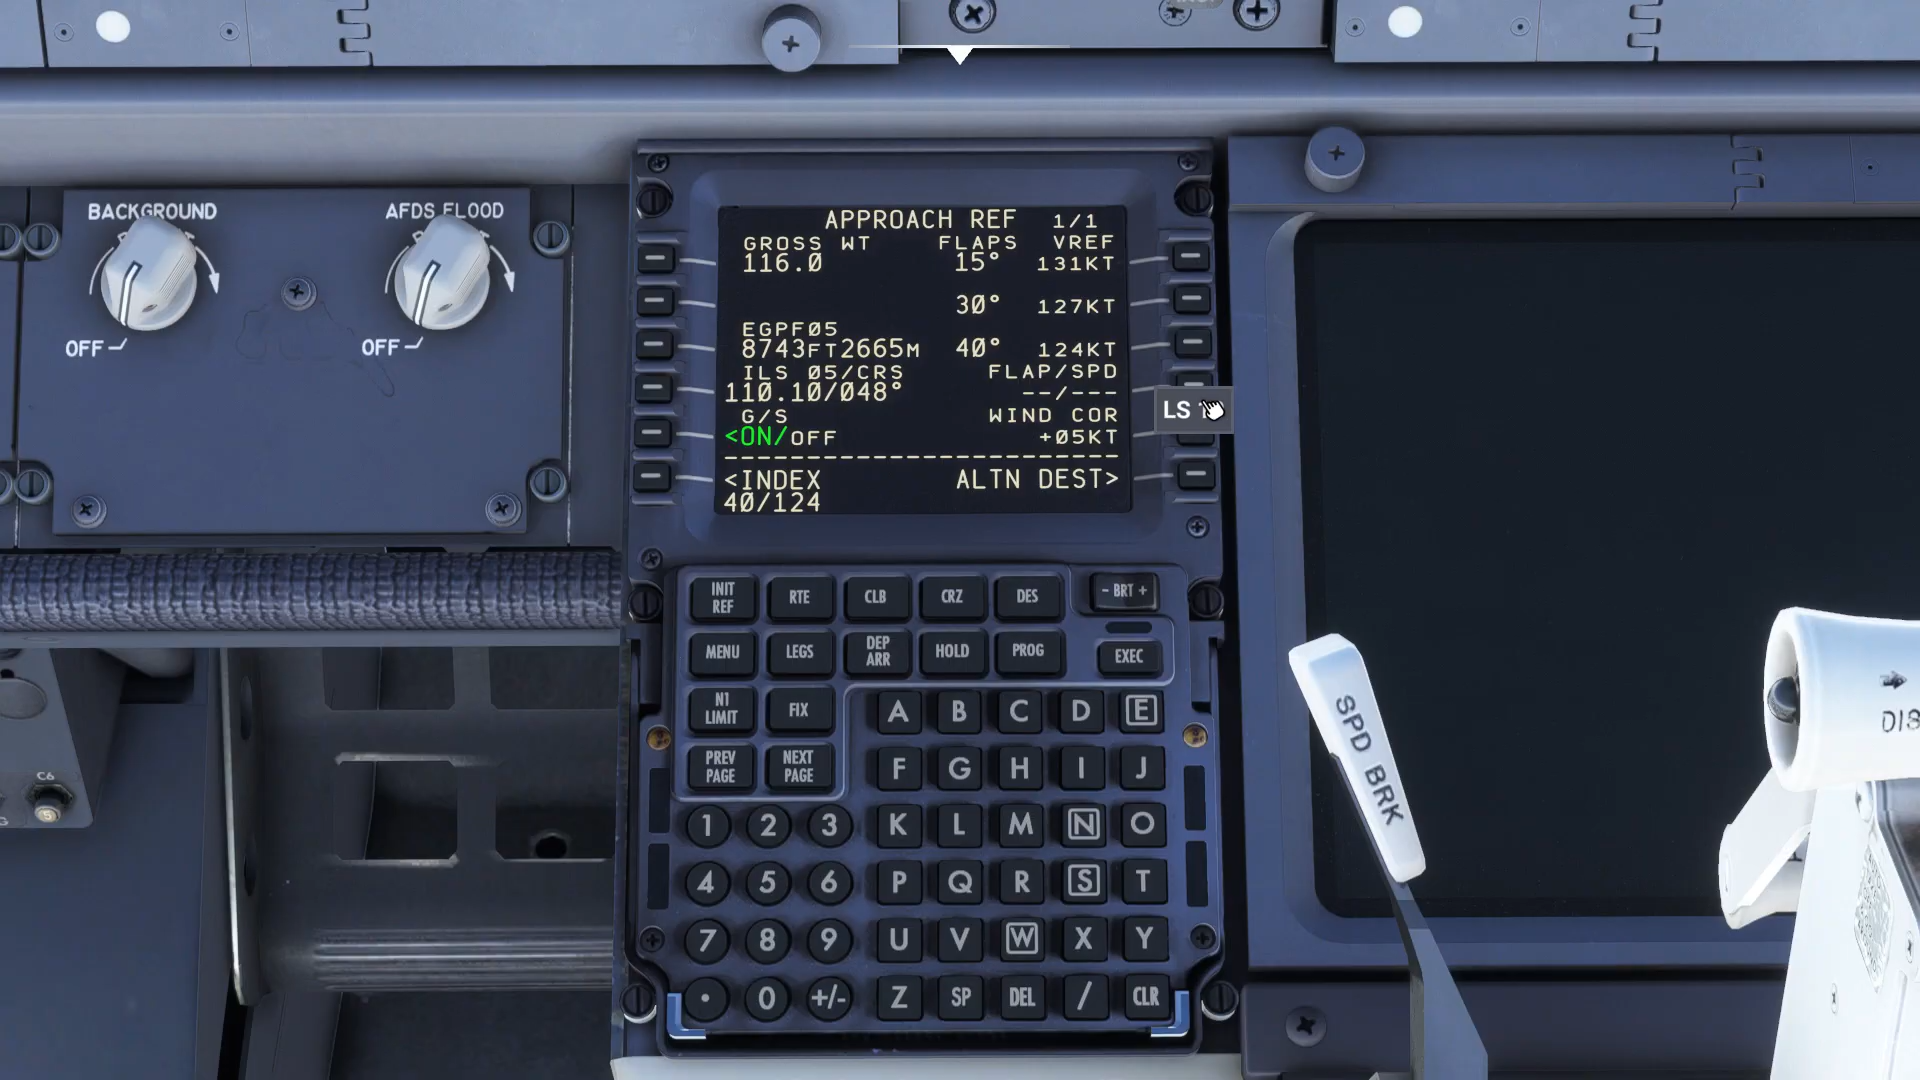 BACKGROUND
OFF
AFDS FLOOD
OFF
APPROACH REF 1/1
GROSS WT FLAPS VREF
116.0 15° 131KT
30° 127KT
EGPF05
8743FT2665M 40° 124KT
ILS 05/CRS FLAP/SPD
110.10/048° --/---
G/S WIND COR
<ON/OFF +05KT
------------------------
<INDEX ALTN DEST>
40/124
LS
INIT REF RTE CLB CRZ DES - BRT +
MENU LEGS DEP ARR HOLD PROG EXEC
N1 LIMIT FIX
PREV PAGE NEXT PAGE
A B C D E
F G H I J
1 2 3 K L M N O
4 5 6 P Q R S T
7 8 9 U V W X Y
. 0 +/- Z SP DEL / CLR
C6
5
SPD BRK
DIS